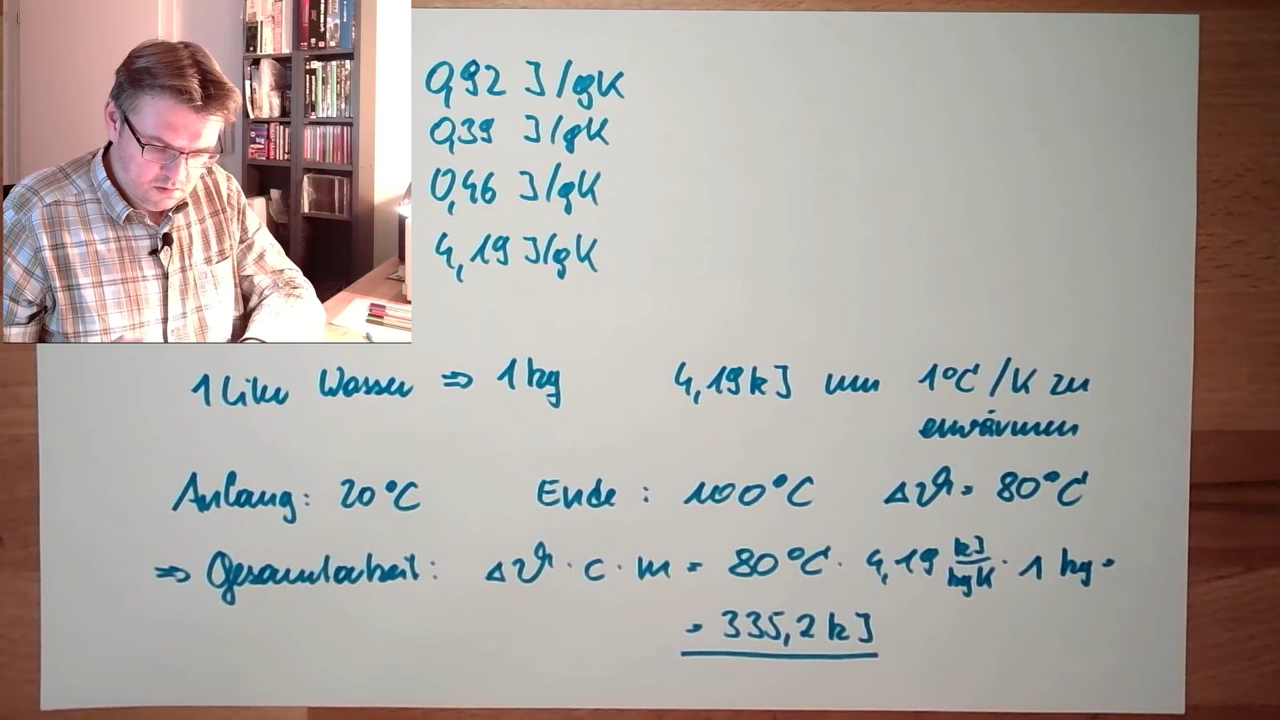 0,92 J/gK
0,39 J/gK
0,46 J/gK
4,19 J/gK
1 Liter Wasser ⇒ 1 kg 4,19 kJ um 1°C/K zu
erwärmen
Anfang: 20°C Ende: 100°C Δϑ = 80°C
⇒ Gesamtarbeit: Δϑ · c · m = 80°C · 4,19 kJ/kgK · 1 kg =
= 335,2 kJ